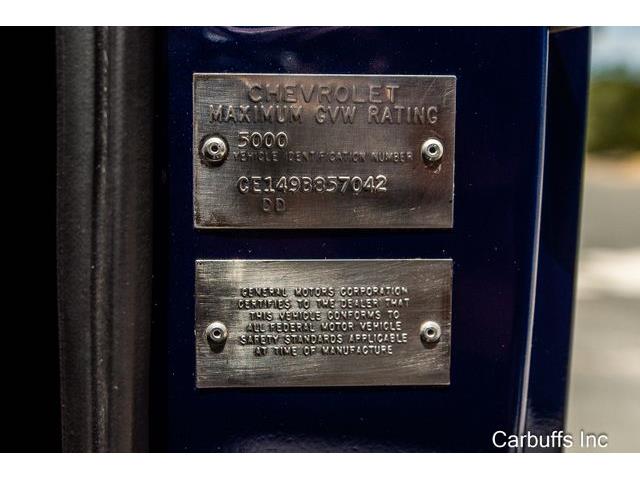 CHEVROLET
MAXIMUM GVW RATING
5000
VEHICLE IDENTIFICATION NUMBER
CE149B857042
DD
GENERAL MOTORS CORPORATION
CERTIFIES TO THE DEALER THAT
THIS VEHICLE CONFORMS TO
ALL FEDERAL MOTOR VEHICLE
SAFETY STANDARDS APPLICABLE
AT TIME OF MANUFACTURE
Carbuffs Inc